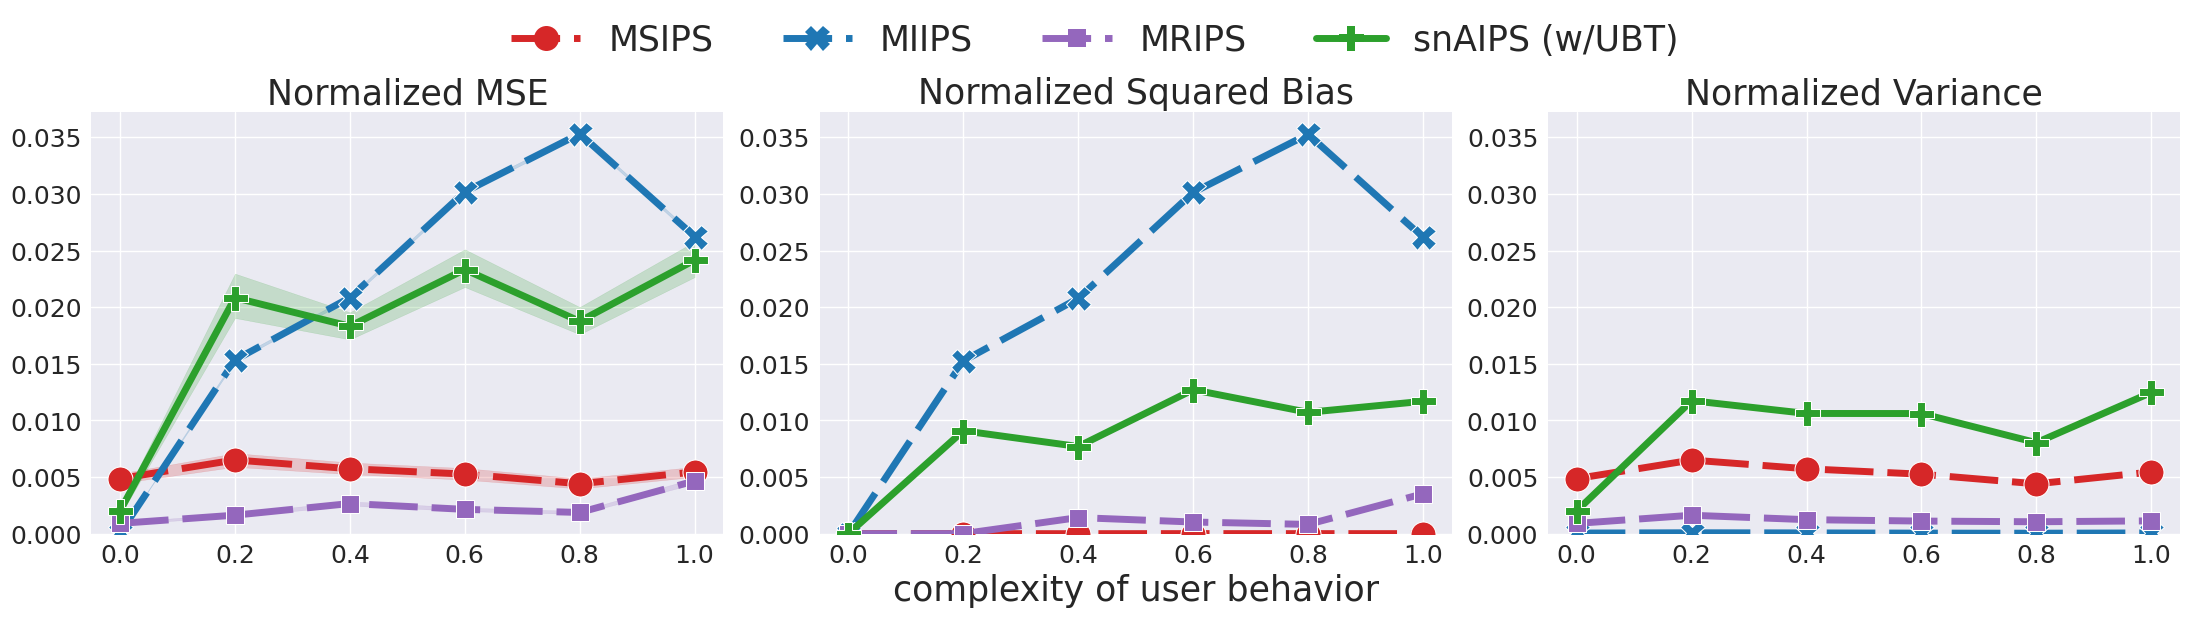 MSIPS MIIPS MRIPS snAIPS (w/UBT)
Normalized MSE Normalized Squared Bias Normalized Variance
0.035 0.035 0.035
0.030 0.030 0.030
0.025 0.025 0.025
0.020 0.020 0.020
0.015 0.015 0.015
0.010 0.010 0.010
0.005 0.005 0.005
0.000 0.000 0.000
0.0 0.2 0.4 0.6 0.8 1.0 0.0 0.2 0.4 0.6 0.8 1.0 0.0 0.2 0.4 0.6 0.8 1.0
complexity of user behavior